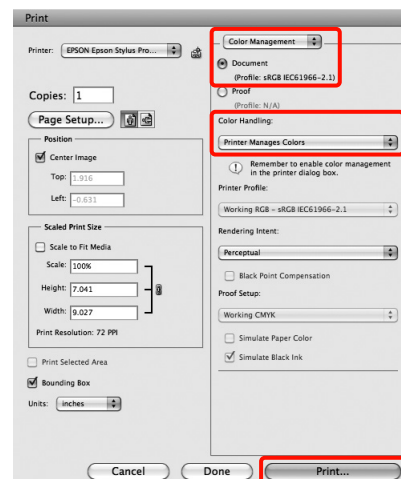 Print
Printer: EPSON Epson Stylus Pro...
Copies: 1
Page Setup...
Position
Center Image
Top: 1.916
Left: -0.631
Scaled Print Size
Scale to Fit Media
Scale: 100%
Height: 7.041
Width: 9.027
Print Resolution: 72 PPI
Print Selected Area
Bounding Box
Units: inches
Color Management
Document
(Profile: sRGB IEC61966-2.1)
Proof
(Profile: N/A)
Color Handling:
Printer Manages Colors
Remember to enable color management
in the printer dialog box.
Printer Profile:
Working RGB - sRGB IEC61966-2.1
Rendering Intent:
Perceptual
Black Point Compensation
Proof Setup:
Working CMYK
Simulate Paper Color
Simulate Black Ink
Cancel
Done
Print...